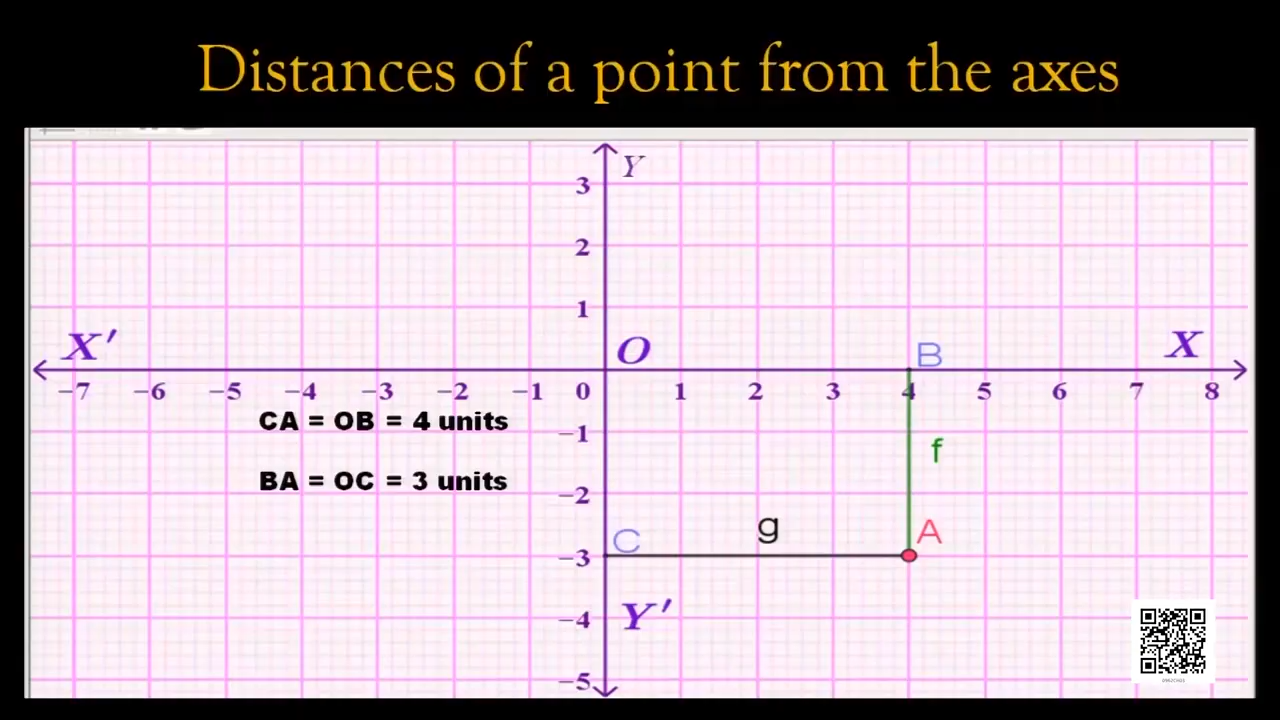 Distances of a point from the axes
Y
3
2
1
X′ O B X
−7 −6 −5 −4 −3 −2 −1 0 1 2 3 4 5 6 7 8
CA = OB = 4 units
−1
f
BA = OC = 3 units
−2
g
C A
−3
Y′
−4
−5